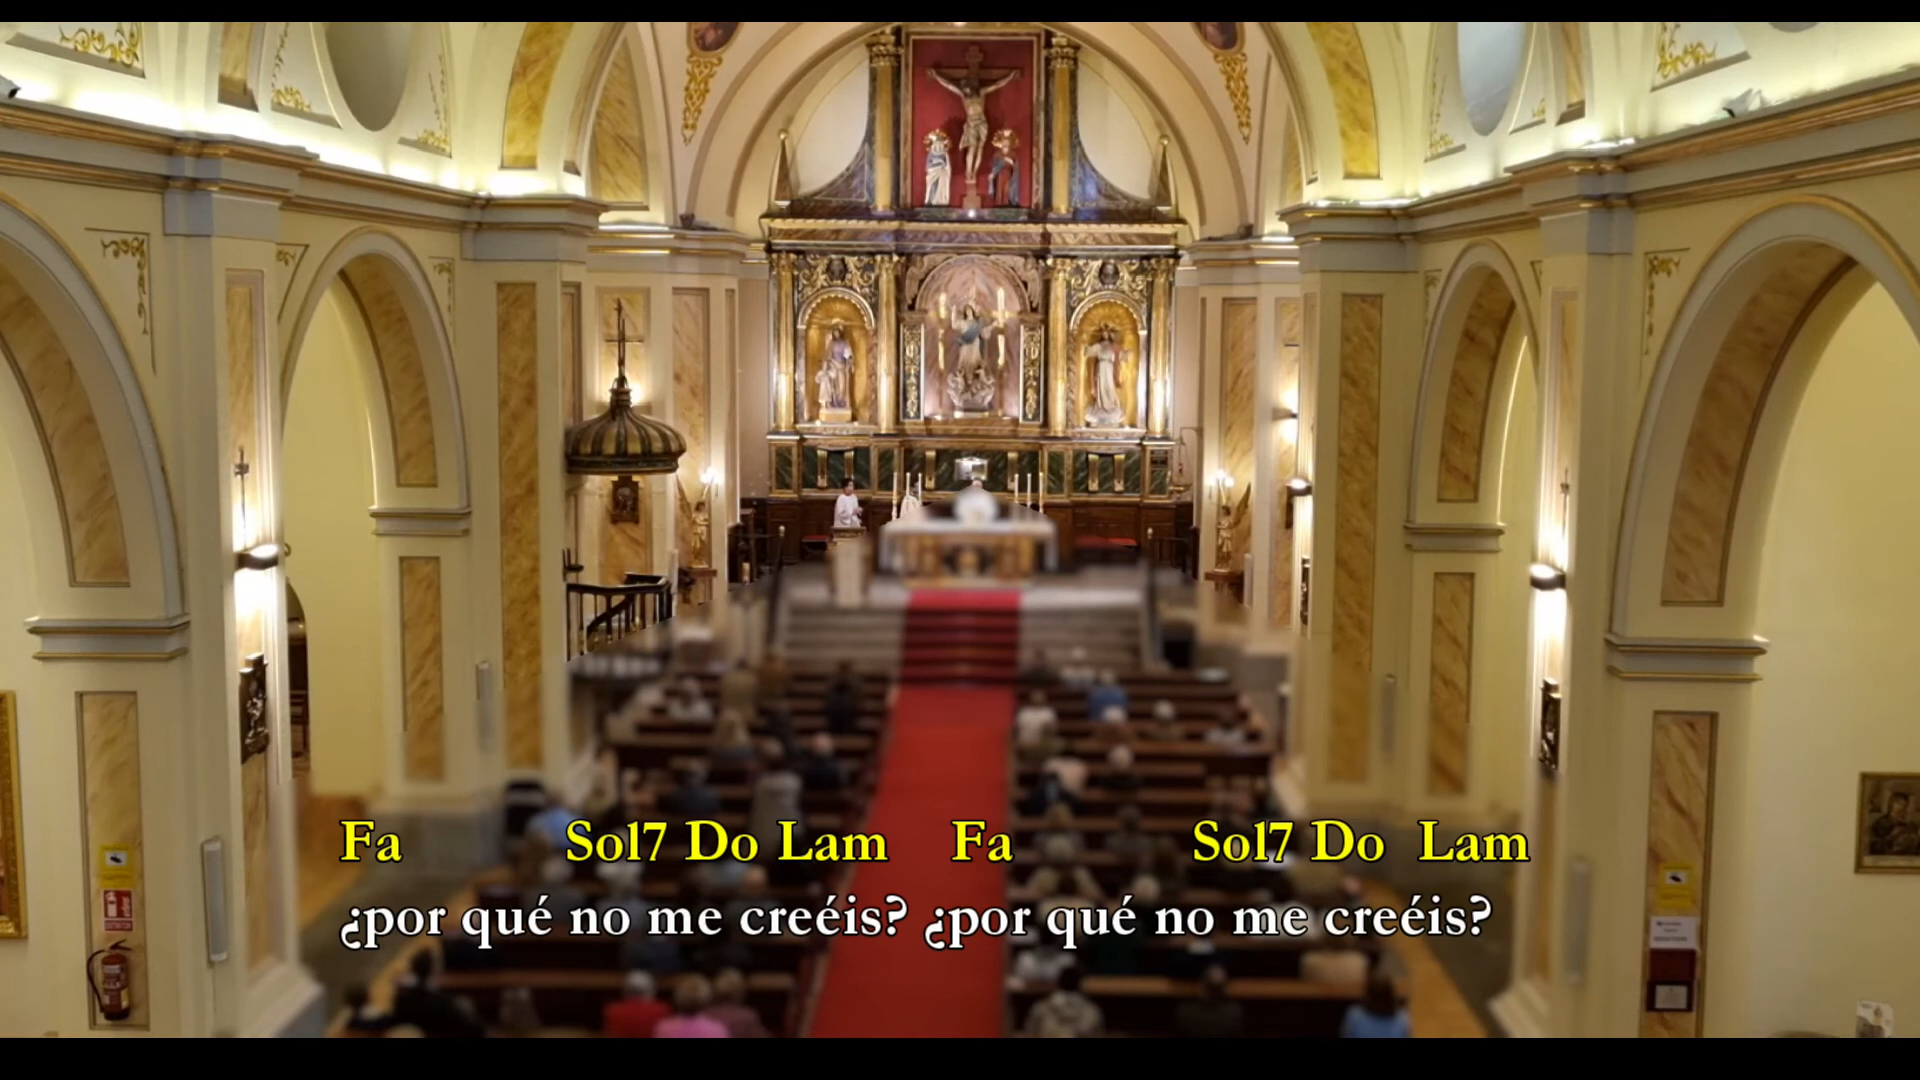 Fa Sol7 Do Lam Fa Sol7 Do Lam
¿por qué no me creéis? ¿por qué no me creéis?